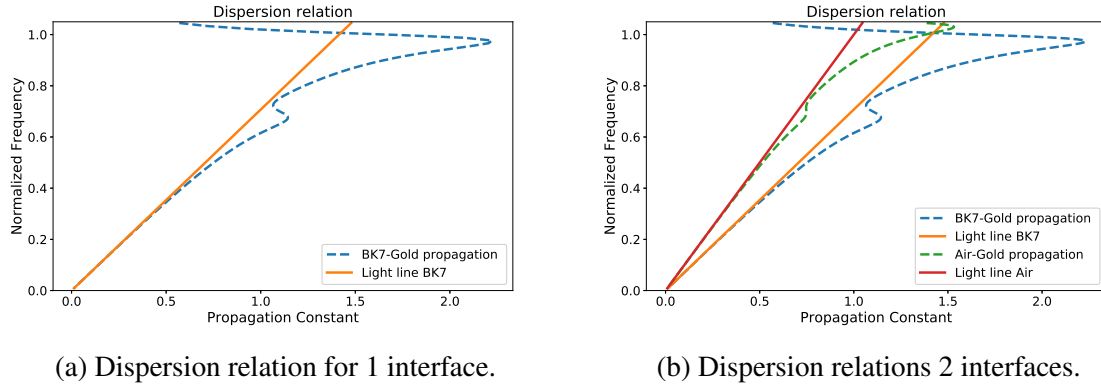 Dispersion relation
1.0
0.8
0.6
0.4
0.2
0.0
Normalized Frequency
0.0 0.5 1.0 1.5 2.0
Propagation Constant
BK7-Gold propagation
Light line BK7
(a) Dispersion relation for 1 interface.
Dispersion relation
1.0
0.8
0.6
0.4
0.2
0.0
Normalized Frequency
0.0 0.5 1.0 1.5 2.0
Propagation Constant
BK7-Gold propagation
Light line BK7
Air-Gold propagation
Light line Air
(b) Dispersion relations 2 interfaces.